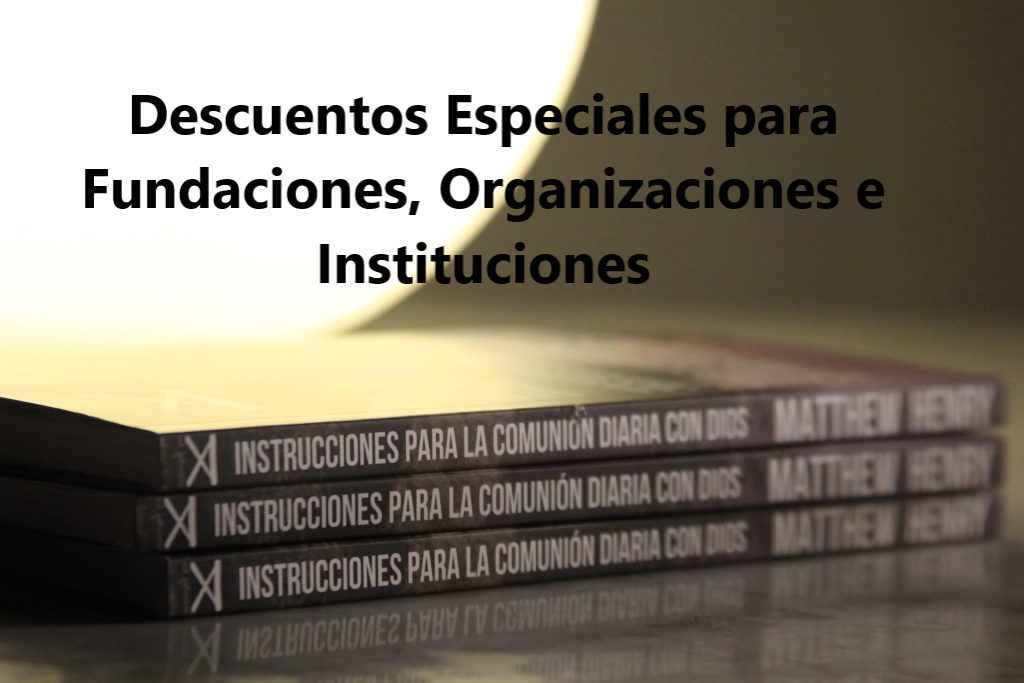 Descuentos Especiales para
Fundaciones, Organizaciones e
Instituciones
INSTRUCCIONES PARA LA COMUNIÓN DIARIA CON DIOS MATTHEW HENRY
INSTRUCCIONES PARA LA COMUNIÓN DIARIA CON DIOS MATTHEW HENRY
INSTRUCCIONES PARA LA COMUNIÓN DIARIA CON DIOS MATTHEW HENRY